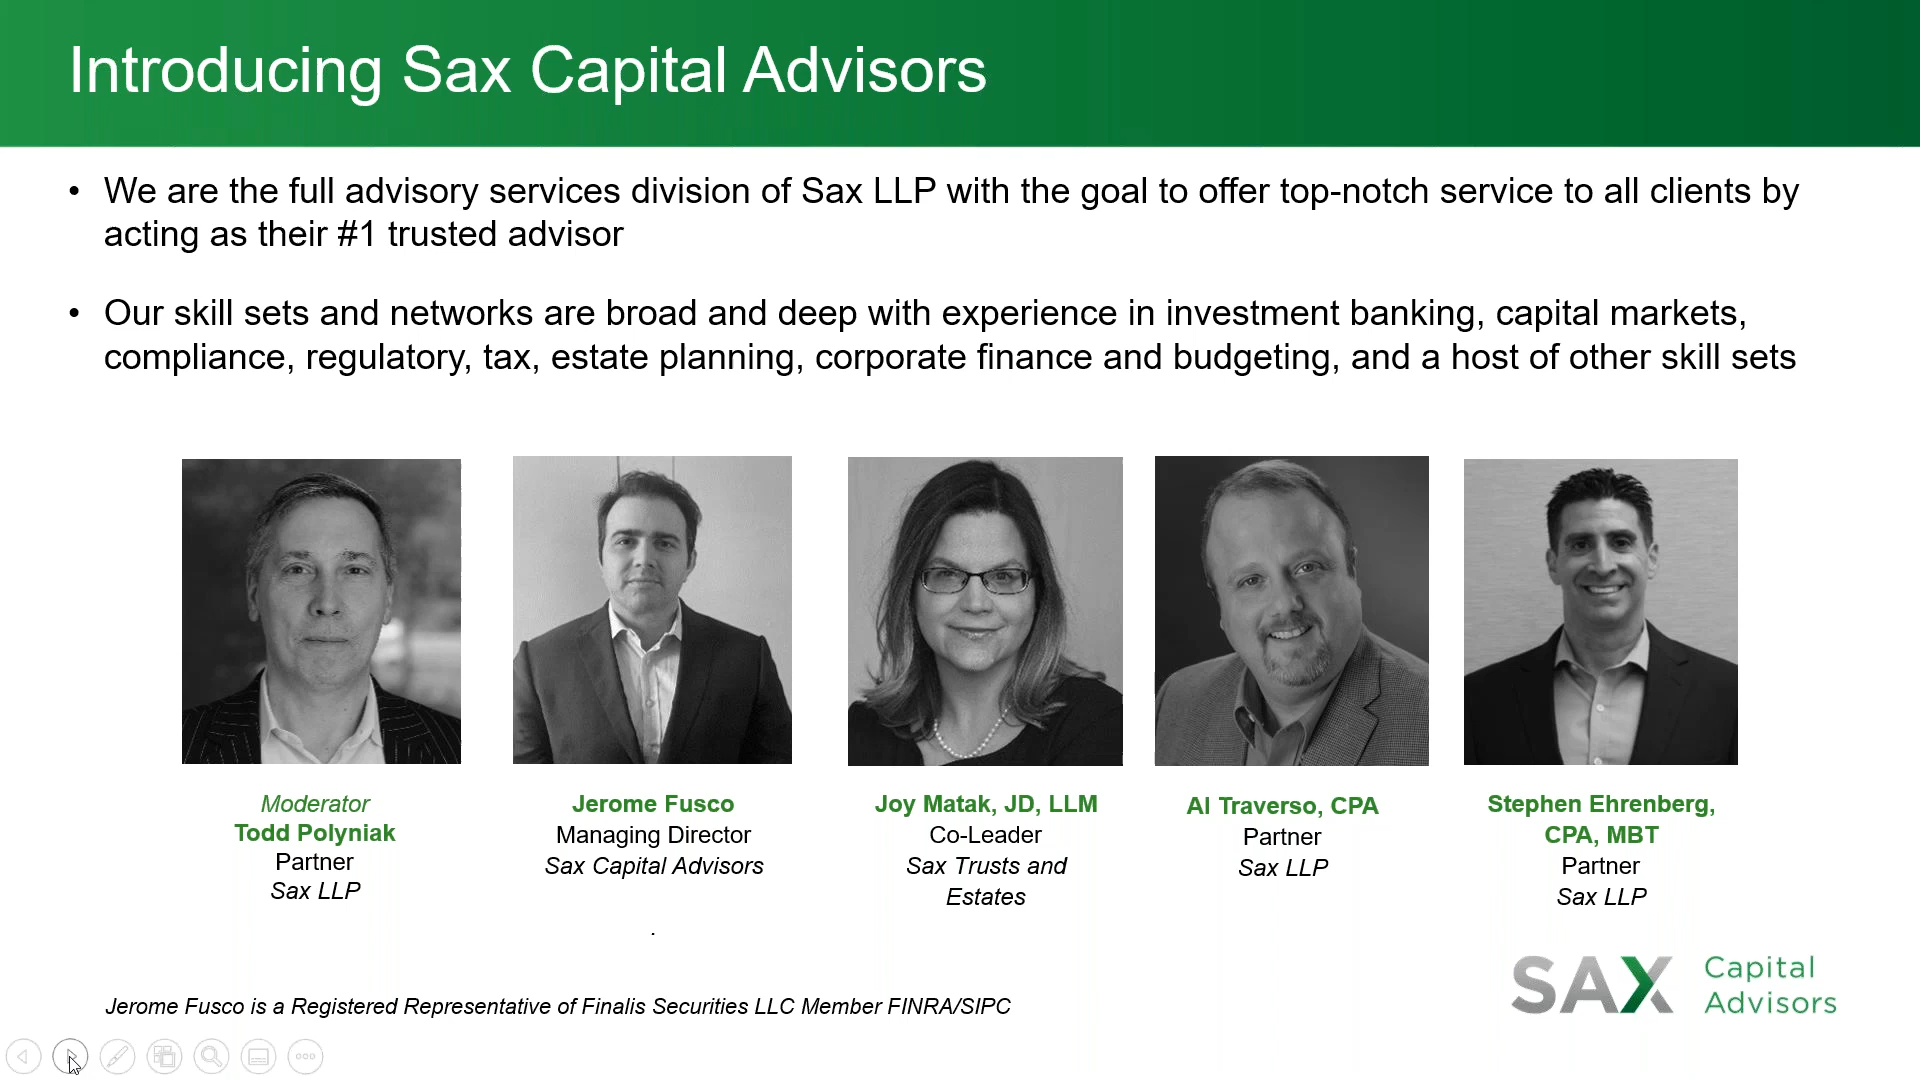 Introducing Sax Capital Advisors
• We are the full advisory services division of Sax LLP with the goal to offer top-notch service to all clients by
acting as their #1 trusted advisor
• Our skill sets and networks are broad and deep with experience in investment banking, capital markets,
compliance, regulatory, tax, estate planning, corporate finance and budgeting, and a host of other skill sets
Moderator
Todd Polyniak
Partner
Sax LLP
Jerome Fusco
Managing Director
Sax Capital Advisors
.
Joy Matak, JD, LLM
Co-Leader
Sax Trusts and
Estates
Al Traverso, CPA
Partner
Sax LLP
Stephen Ehrenberg,
CPA, MBT
Partner
Sax LLP
Jerome Fusco is a Registered Representative of Finalis Securities LLC Member FINRA/SIPC
SAX
Capital
Advisors